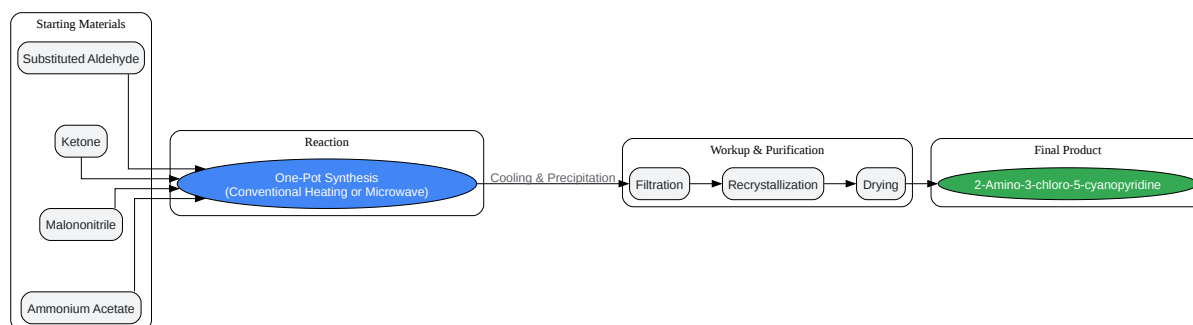 Starting Materials
Substituted Aldehyde
Ketone
Malononitrile
Ammonium Acetate
Reaction
One-Pot Synthesis
(Conventional Heating or Microwave)
Cooling & Precipitation
Workup & Purification
Filtration
Recrystallization
Drying
Final Product
2-Amino-3-chloro-5-cyanopyridine